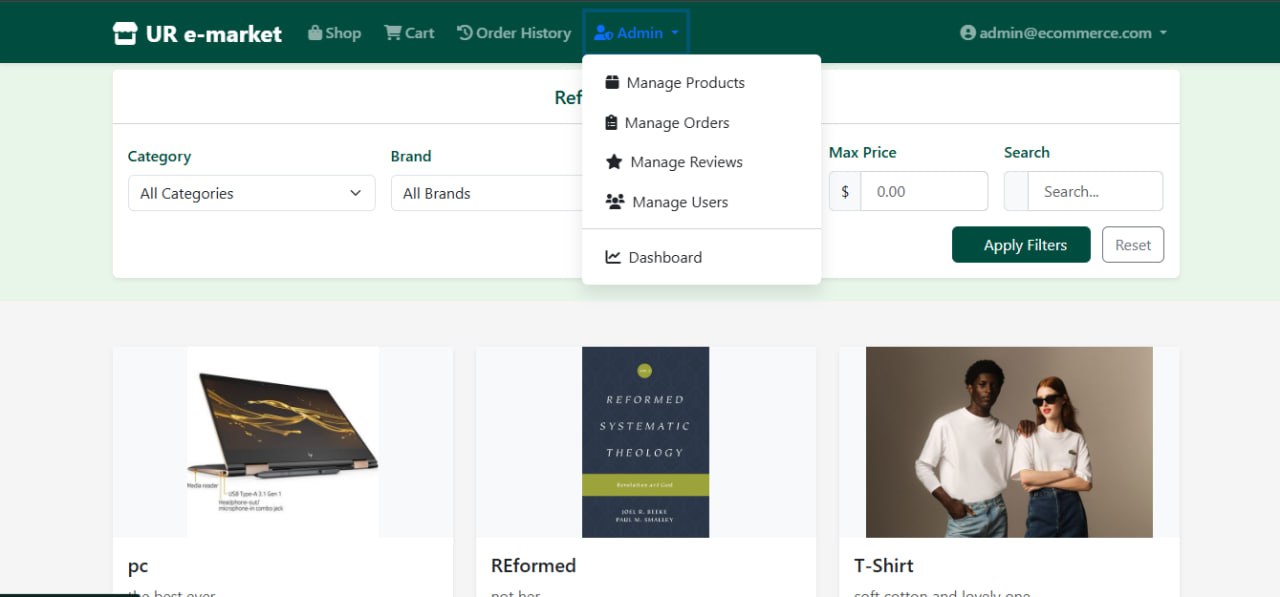 UR e-market Shop Cart Order History Admin admin@ecommerce.com
Manage Products
Manage Orders
Manage Reviews
Manage Users
Dashboard
Ref
Category
All Categories
Brand
All Brands
Max Price
$ 0.00
Search
Search...
Apply Filters Reset
Media reader
USB Type-A 3.1 Gen 1
Headphone-out/
microphone-in combo jack
REFORMED
SYSTEMATIC
THEOLOGY
Revelation and God
JOEL R. BEEKE
PAUL M. SMALLEY
pc
the best ever
REformed
not her
T-Shirt
soft cotton and lovely one